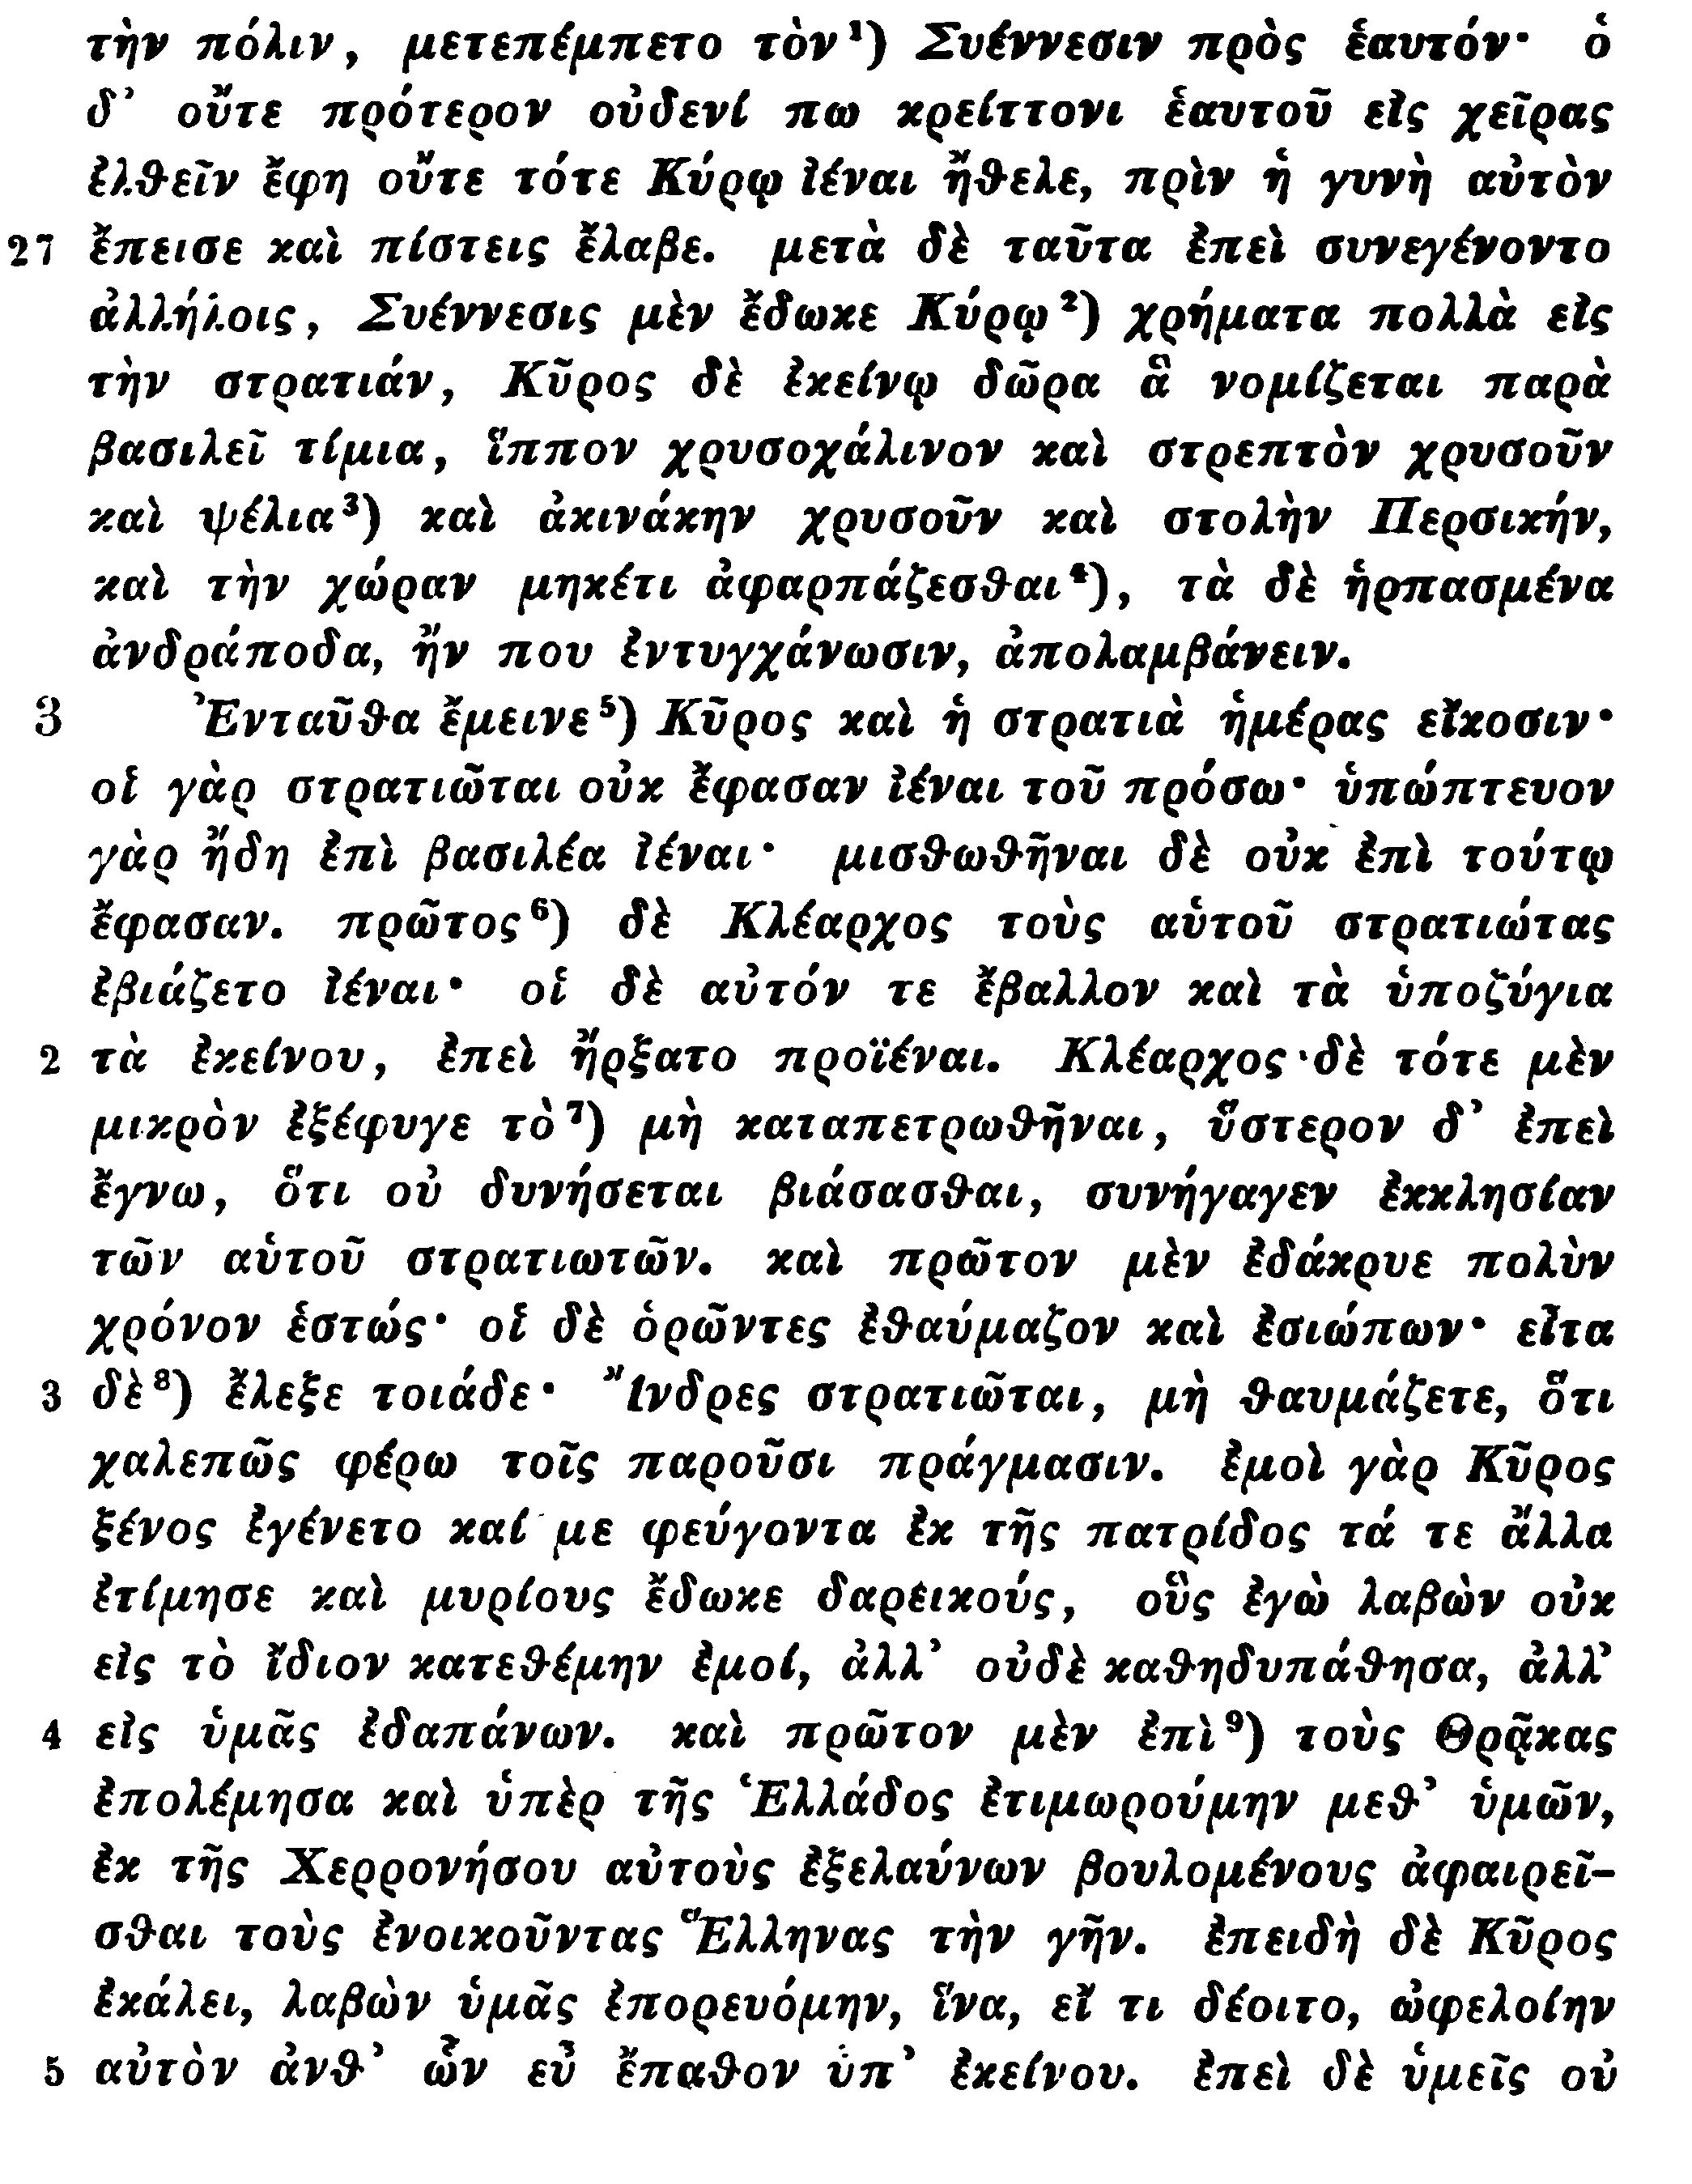 τὴν πόλιν, μετεπέμπετο τὸν¹) Συέννεσιν πρὸς ἑαυτόν· ὁ
δ’ οὔτε πρότερον οὐδενί πω κρείττονι ἑαυτοῦ εἰς χεῖρας
ἐλθεῖν ἔφη οὔτε τότε Κύρῳ ἰέναι ἤθελε, πρὶν ἡ γυνὴ αὐτὸν
27 ἔπεισε καὶ πίστεις ἔλαβε. μετὰ δὲ ταῦτα ἐπεὶ συνεγένοντο
ἀλλήλοις, Συέννεσις μὲν ἔδωκε Κύρῳ²) χρήματα πολλὰ εἰς
τὴν στρατιάν, Κῦρος δὲ ἐκείνῳ δῶρα ἃ νομίζεται παρὰ
βασιλεῖ τίμια, ἵππον χρυσοχάλινον καὶ στρεπτὸν χρυσοῦν
καὶ ψέλια³) καὶ ἀκινάκην χρυσοῦν καὶ στολὴν Περσικήν,
καὶ τὴν χώραν μηκέτι ἀφαρπάζεσθαι⁴), τὰ δὲ ἡρπασμένα
ἀνδράποδα, ἤν που ἐντυγχάνωσιν, ἀπολαμβάνειν.
3 Ἐνταῦθα ἔμεινε⁵) Κῦρος καὶ ἡ στρατιὰ ἡμέρας εἴκοσιν·
οἱ γὰρ στρατιῶται οὐκ ἔφασαν ἰέναι τοῦ πρόσω· ὑπώπτευον
γὰρ ἤδη ἐπὶ βασιλέα ἰέναι· μισθωθῆναι δὲ οὐκ ἐπὶ τούτῳ
ἔφασαν. πρῶτος⁶) δὲ Κλέαρχος τοὺς αὑτοῦ στρατιώτας
ἐβιάζετο ἰέναι· οἱ δὲ αὐτόν τε ἔβαλλον καὶ τὰ ὑποζύγια
2 τὰ ἐκείνου, ἐπεὶ ἤρξατο προϊέναι. Κλέαρχος δὲ τότε μὲν
μικρὸν ἐξέφυγε τὸ⁷) μὴ καταπετρωθῆναι, ὕστερον δ’ ἐπεὶ
ἔγνω, ὅτι οὐ δυνήσεται βιάσασθαι, συνήγαγεν ἐκκλησίαν
τῶν αὑτοῦ στρατιωτῶν. καὶ πρῶτον μὲν ἐδάκρυε πολὺν
χρόνον ἑστώς· οἱ δὲ ὁρῶντες ἐθαύμαζον καὶ ἐσιώπων· εἶτα
3 δὲ⁸) ἔλεξε τοιάδε· Ἄνδρες στρατιῶται, μὴ θαυμάζετε, ὅτι
χαλεπῶς φέρω τοῖς παροῦσι πράγμασιν. ἐμοὶ γὰρ Κῦρος
ξένος ἐγένετο καί με φεύγοντα ἐκ τῆς πατρίδος τά τε ἄλλα
ἐτίμησε καὶ μυρίους ἔδωκε δαρεικούς, οὓς ἐγὼ λαβὼν οὐκ
εἰς τὸ ἴδιον κατεθέμην ἐμοί, ἀλλ’ οὐδὲ καθηδυπάθησα, ἀλλ’
4 εἰς ὑμᾶς ἐδαπάνων. καὶ πρῶτον μὲν ἐπὶ⁹) τοὺς Θρᾷκας
ἐπολέμησα καὶ ὑπὲρ τῆς Ἑλλάδος ἐτιμωρούμην μεθ’ ὑμῶν,
ἐκ τῆς Χερρονήσου αὐτοὺς ἐξελαύνων βουλομένους ἀφαιρεῖ-
σθαι τοὺς ἐνοικοῦντας Ἕλληνας τὴν γῆν. ἐπειδὴ δὲ Κῦρος
ἐκάλει, λαβὼν ὑμᾶς ἐπορευόμην, ἵνα, εἴ τι δέοιτο, ὠφελοίην
5 αὐτὸν ἀνθ’ ὧν εὖ ἔπαθον ὑπ’ ἐκείνου. ἐπεὶ δὲ ὑμεῖς οὐ